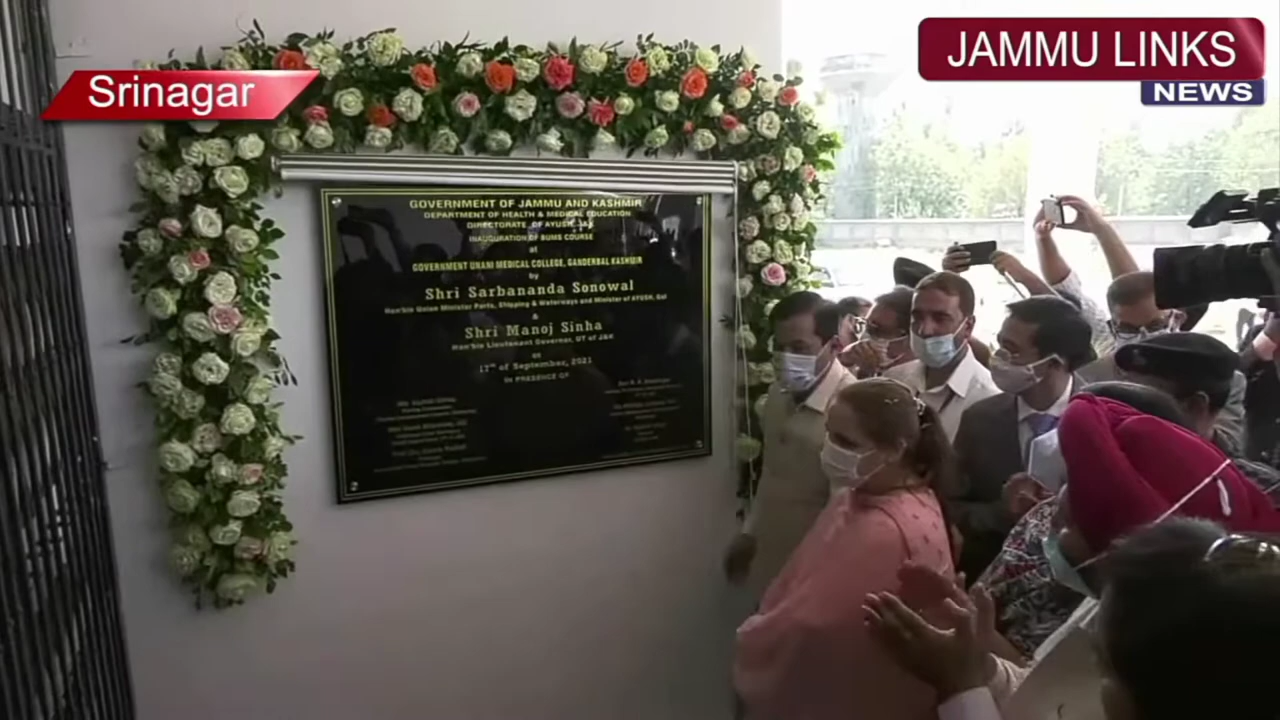 Srinagar
JAMMU LINKS
NEWS
GOVERNMENT OF JAMMU AND KASHMIR
DEPARTMENT OF HEALTH & MEDICAL EDUCATION
DIRECTORATE OF AYUSH, J&K
INAUGURATION OF BUMS COURSE
at
GOVERNMENT UNANI MEDICAL COLLEGE, GANDERBAL KASHMIR
by
Shri Sarbananda Sonowal
Hon'ble Union Minister Ports, Shipping & Waterways and Minister of AYUSH, GoI
&
Shri Manoj Sinha
Hon'ble Lieutenant Governor, UT of J&K
on
17th of September, 2021
IN PRESENCE OF